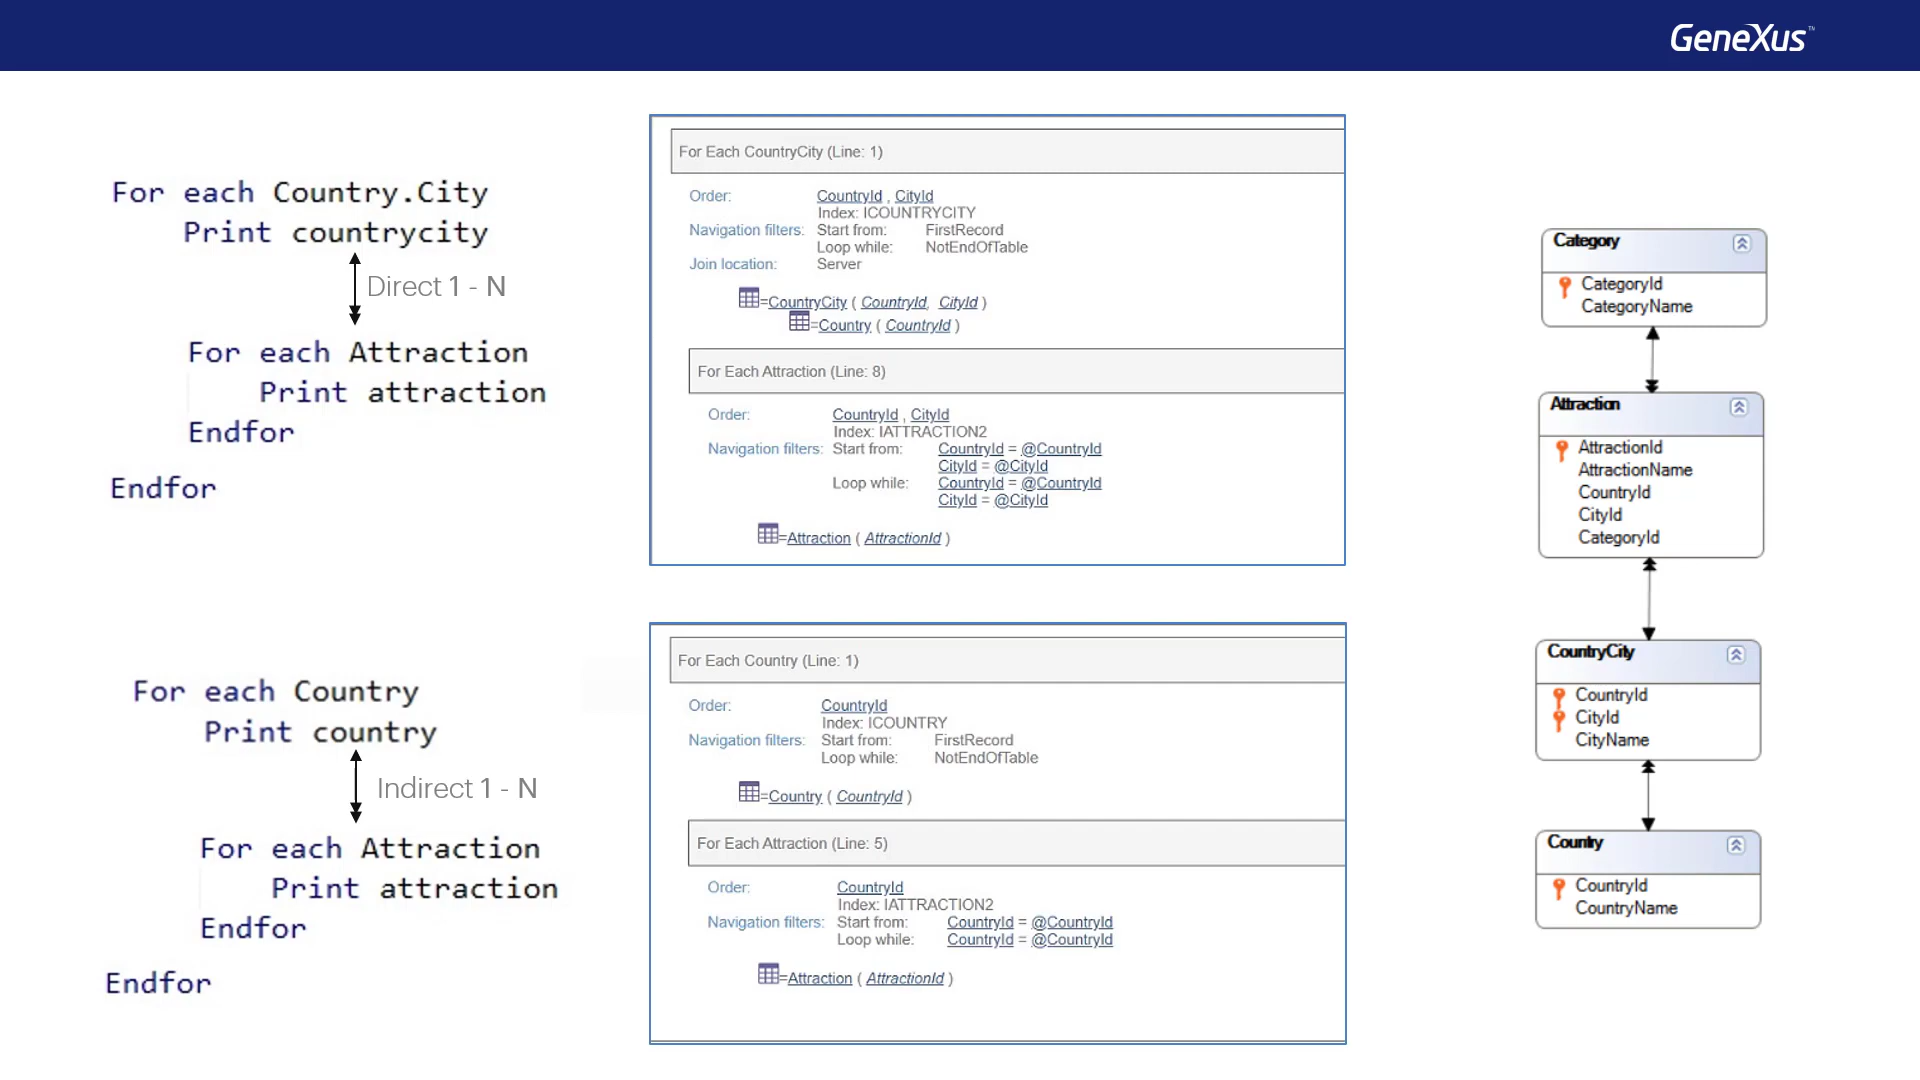 GeneXus™
For each Country.City
Print countrycity
Direct 1 - N
For each Attraction
Print attraction
Endfor
Endfor
For Each CountryCity (Line: 1)
Order: CountryId , CityId
Index: ICOUNTRYCITY
Navigation filters: Start from: FirstRecord
Loop while: NotEndOfTable
Join location: Server
=CountryCity ( CountryId, CityId )
=Country ( CountryId )
For Each Attraction (Line: 8)
Order: CountryId , CityId
Index: IATTRACTION2
Navigation filters: Start from: CountryId = @CountryId
CityId = @CityId
Loop while: CountryId = @CountryId
CityId = @CityId
=Attraction ( AttractionId )
For each Country
Print country
Indirect 1 - N
For each Attraction
Print attraction
Endfor
Endfor
For Each Country (Line: 1)
Order: CountryId
Index: ICOUNTRY
Navigation filters: Start from: FirstRecord
Loop while: NotEndOfTable
=Country ( CountryId )
For Each Attraction (Line: 5)
Order: CountryId
Index: IATTRACTION2
Navigation filters: Start from: CountryId = @CountryId
Loop while: CountryId = @CountryId
=Attraction ( AttractionId )
Category
CategoryId
CategoryName
Attraction
AttractionId
AttractionName
CountryId
CityId
CategoryId
CountryCity
CountryId
CityId
CityName
Country
CountryId
CountryName